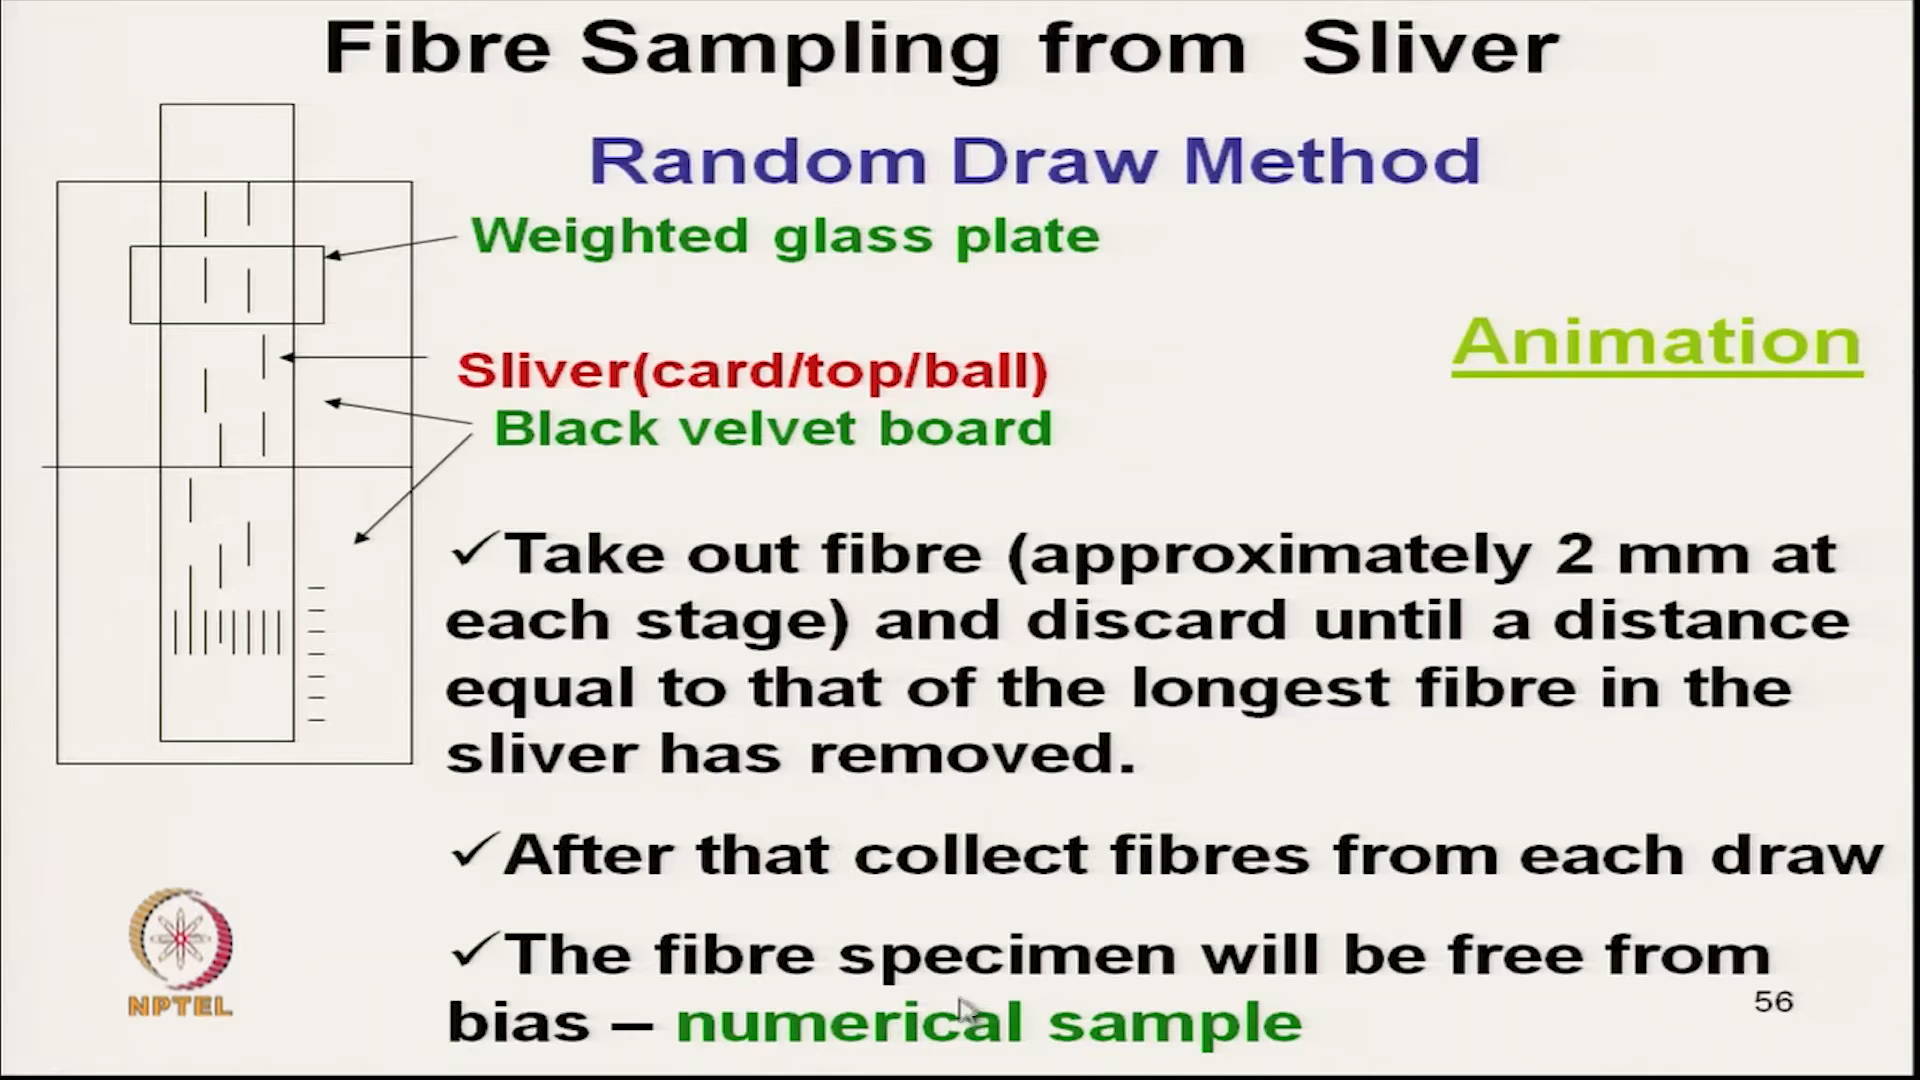 Fibre Sampling from Sliver
Random Draw Method
Weighted glass plate
Animation
Sliver(card/top/ball)
Black velvet board
✓Take out fibre (approximately 2 mm at
each stage) and discard until a distance
equal to that of the longest fibre in the
sliver has removed.
✓After that collect fibres from each draw
✓The fibre specimen will be free from
bias – numerical sample
56
NPTEL